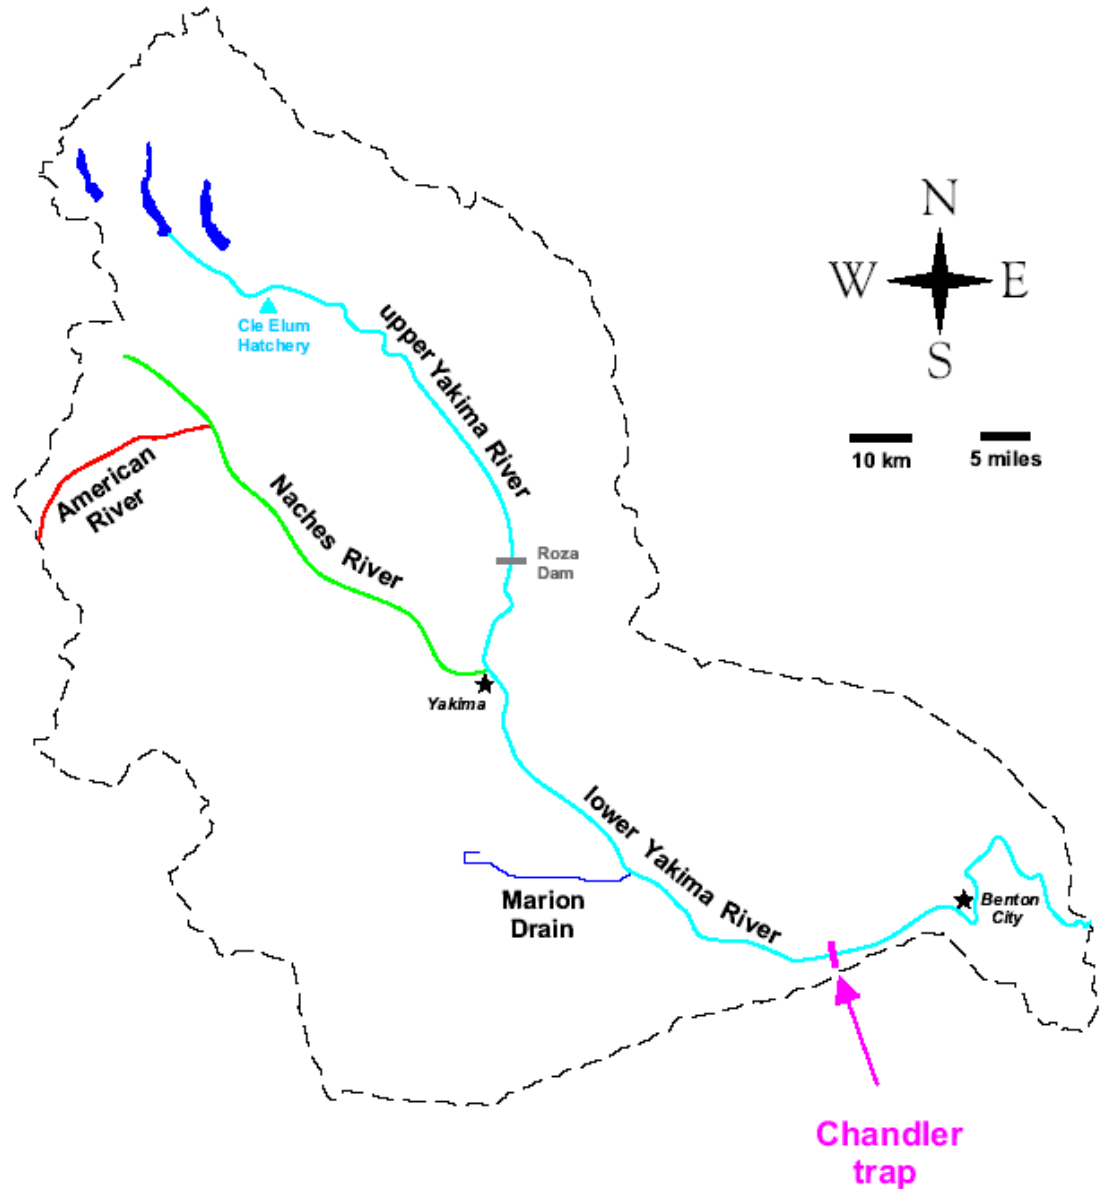 N
W E
S
10 km 5 miles
Cle Elum
Hatchery
upper Yakima River
American
River
Naches River
Roza
Dam
Yakima
lower Yakima River
Marion
Drain
Benton
City
Chandler
trap